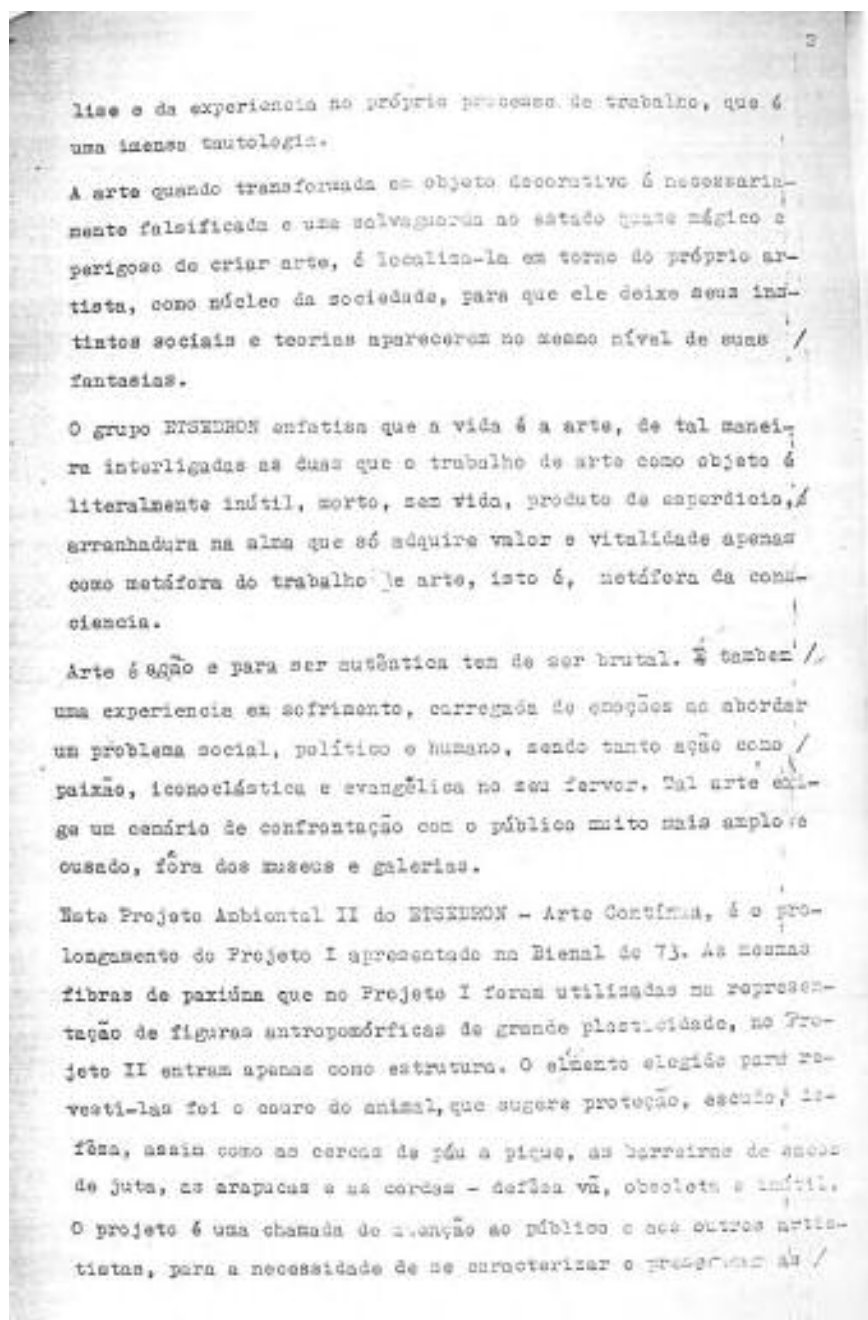 3
lise e da experiencia no próprio processo de trabalho, que é
uma imensa tautologia.
A arte quando transformada em objeto decorativo é necessaria-
mente falsificada e uma salvaguarda ao estado quase mágico e
perigoso de criar arte, é localiza-la em torno do próprio ar-
tista, como núcleo da sociedade, para que ele deixe seus ins-
tintos sociais e teorias aparecerem no mesmo nível de suas /
fantasias.
O grupo ETSEDRON enfatisa que a vida é a arte, de tal manei-
ra interligadas as duas que o trabalho de arte como objeto é
literalmente inútil, morto, sem vida, produto de esperdicio, é
arranhadura na alma que só adquire valor e vitalidade apenas
como metáfora do trabalho de arte, isto é, metáfora da cons-
ciencia.
Arte é ação e para ser autêntica tem de ser brutal. É tambem /
uma experiencia em sofrimento, carregada de emoções ao abordar
um problema social, político e humano, sendo tanto ação como /
paixão, iconoclástica e evangélica no seu fervor. Tal arte exi-
ge um cenário de confrontação com o público muito mais amplo e
ousado, fôra dos museus e galerias.
Este Projeto Ambiental II do ETSEDRON - Arte Contínua, é o pro-
longamento do Projeto I apresentado na Bienal de 73. As mesmas
fibras de paxiúna que no Projeto I foram utilizadas na represen-
tação de figuras antropomórficas de grande plasticidade, no Pro-
jeto II entram apenas como estrutura. O elmento elegido para re-
vesti-las foi o couro do animal, que sugere proteção, escudo, de-
fêsa, assim como as cercas de páu a pique, as barreiras de sacos
de juta, as arapucas e as cordas - defêsa vã, obsoleta e inútil.
O projeto é uma chamada de atenção ao público e aos outros artis-
tistas, para a necessidade de se caracterizar e preservar as /